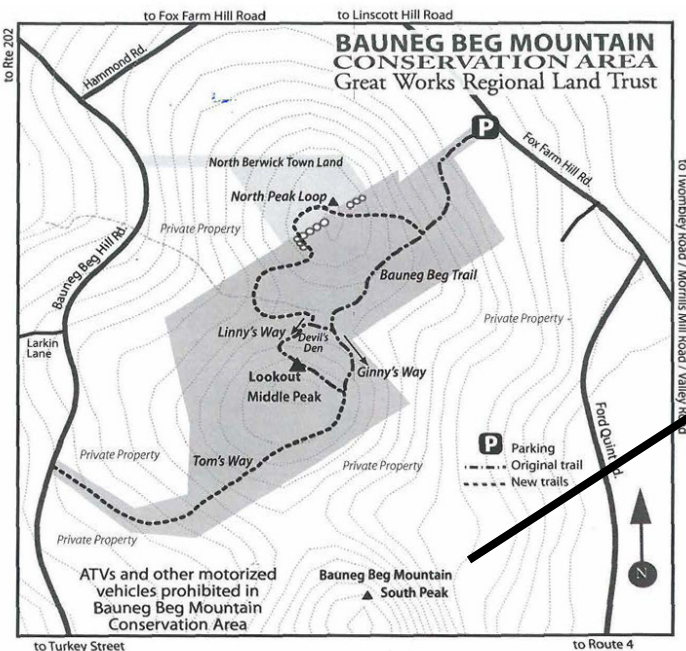 to Fox Farm Hill Road
to Linscott Hill Road
to Rte 202
Hammond Rd.
BAUNEG BEG MOUNTAIN
CONSERVATION AREA
Great Works Regional Land Trust
P
Fox Farm Hill Rd.
North Berwick Town Land
North Peak Loop
Private Property
Bauneg Beg Hill Rd.
Bauneg Beg Trail
to Twombley Road / Morrills Mill Road / Valley Road
Private Property
Larkin
Lane
Linny's Way
Devil's
Den
Ginny's Way
Lookout
Middle Peak
Ford Quint Rd.
P Parking
Original trail
New trails
Private Property
Tom's Way
Private Property
Private Property
N
ATVs and other motorized
vehicles prohibited in
Bauneg Beg Mountain
Conservation Area
Bauneg Beg Mountain
South Peak
to Turkey Street
to Route 4